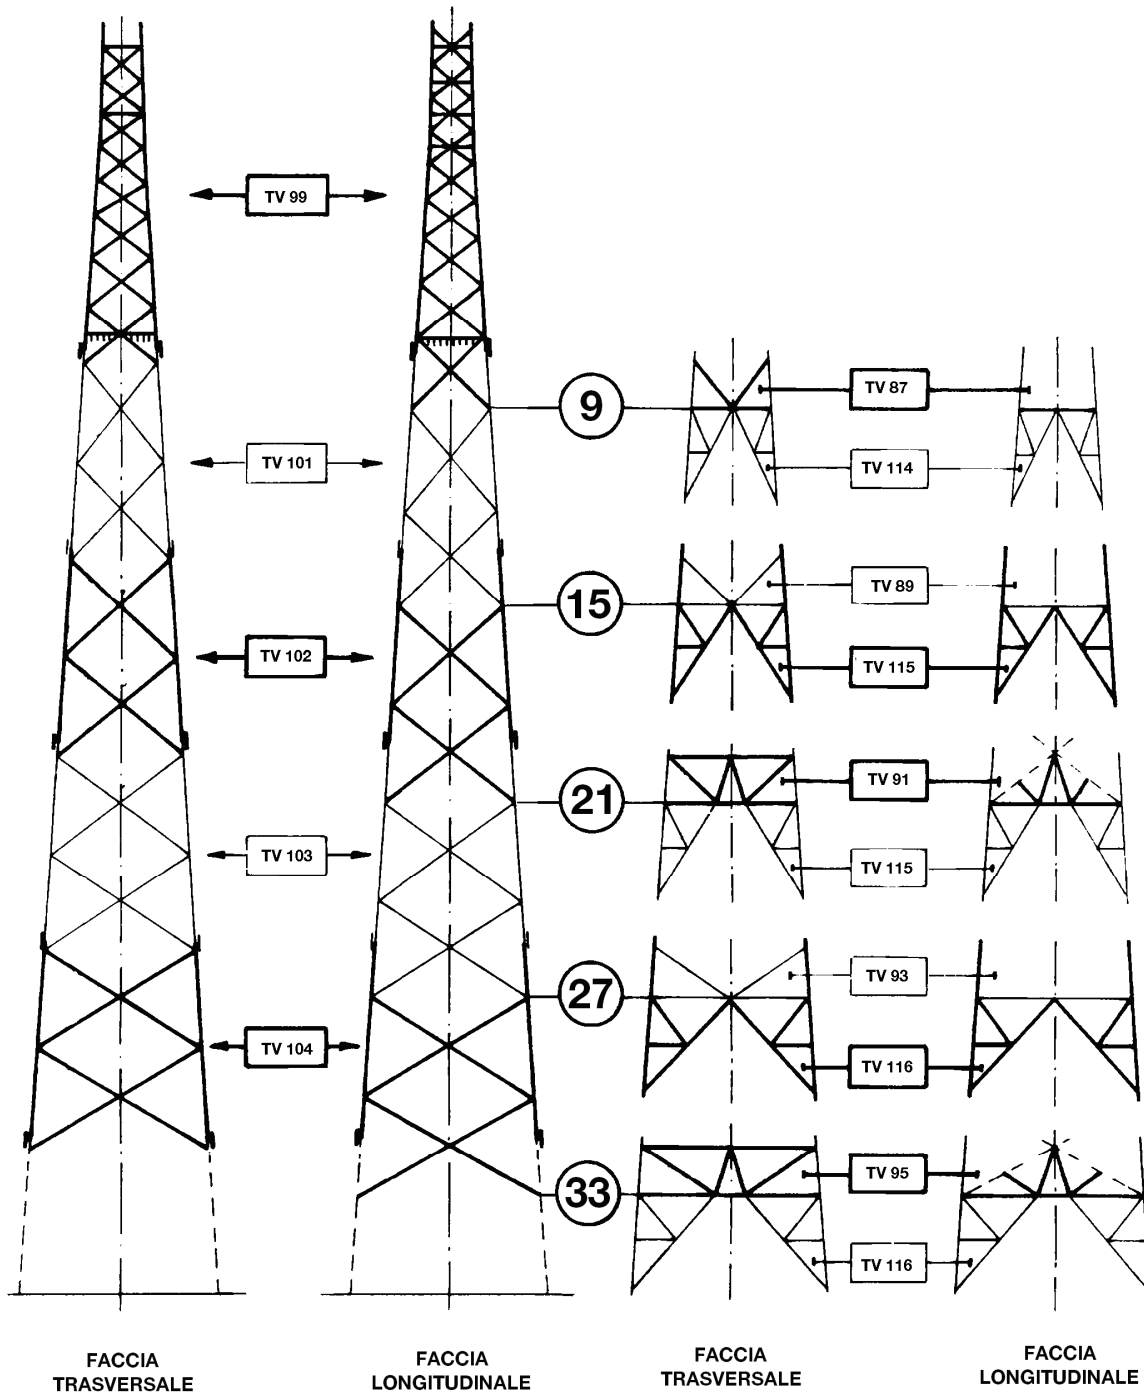 TV 99
9
TV 87
TV 101
TV 114
15
TV 89
TV 102
TV 115
21
TV 91
TV 103
TV 115
27
TV 93
TV 104
TV 116
33
TV 95
TV 116
FACCIA
TRASVERSALE
FACCIA
LONGITUDINALE
FACCIA
TRASVERSALE
FACCIA
LONGITUDINALE